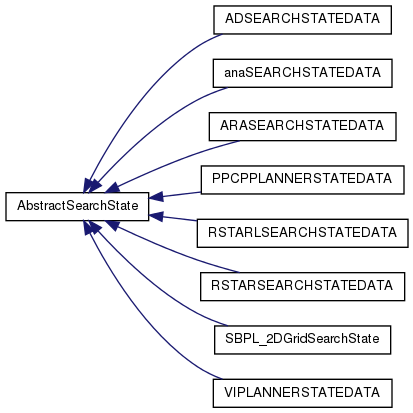 ADSEARCHSTATEDATA
anaSEARCHSTATEDATA
ARASEARCHSTATEDATA
PPCPPLANNERSTATEDATA
AbstractSearchState
RSTARLSEARCHSTATEDATA
RSTARSEARCHSTATEDATA
SBPL_2DGridSearchState
VIPLANNERSTATEDATA